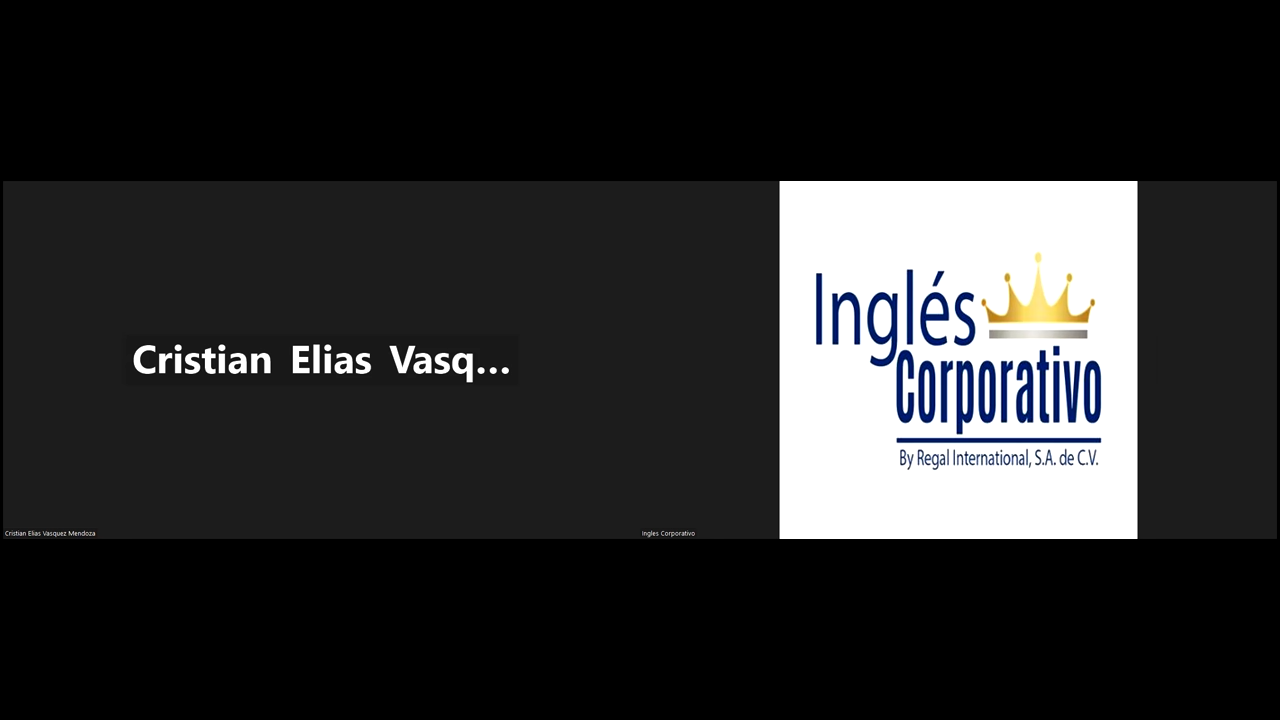 Cristian Elias Vasq...
Cristian Elias Vasquez Mendoza
Inglés
Corporativo
By Regal International, S.A. de C.V.
Ingles Corporativo